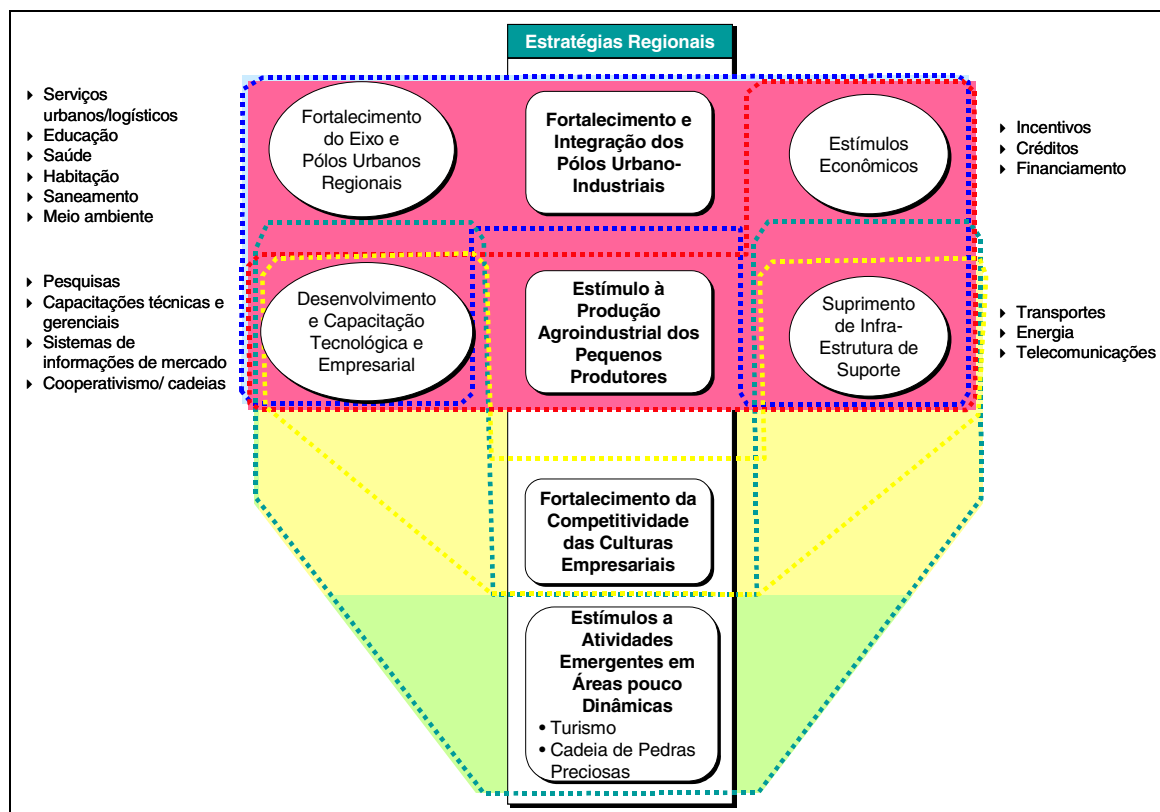 Estratégias Regionais
Serviços
urbanos/logísticos
Educação
Saúde
Habitação
Saneamento
Meio ambiente
Fortalecimento
do Eixo e
Pólos Urbanos
Regionais
Fortalecimento e
Integração dos
Pólos Urbano-
Industriais
Estímulos
Econômicos
Incentivos
Créditos
Financiamento
Pesquisas
Capacitações técnicas e
gerenciais
Sistemas de
informações de mercado
Cooperativismo/ cadeias
Desenvolvimento
e Capacitação
Tecnológica e
Empresarial
Estímulo à
Produção
Agroindustrial dos
Pequenos
Produtores
Suprimento
de Infra-
Estrutura de
Suporte
Transportes
Energia
Telecomunicações
Fortalecimento da
Competitividade
das Culturas
Empresariais
Estímulos a
Atividades
Emergentes em
Áreas pouco
Dinâmicas
• Turismo
• Cadeia de Pedras
Preciosas